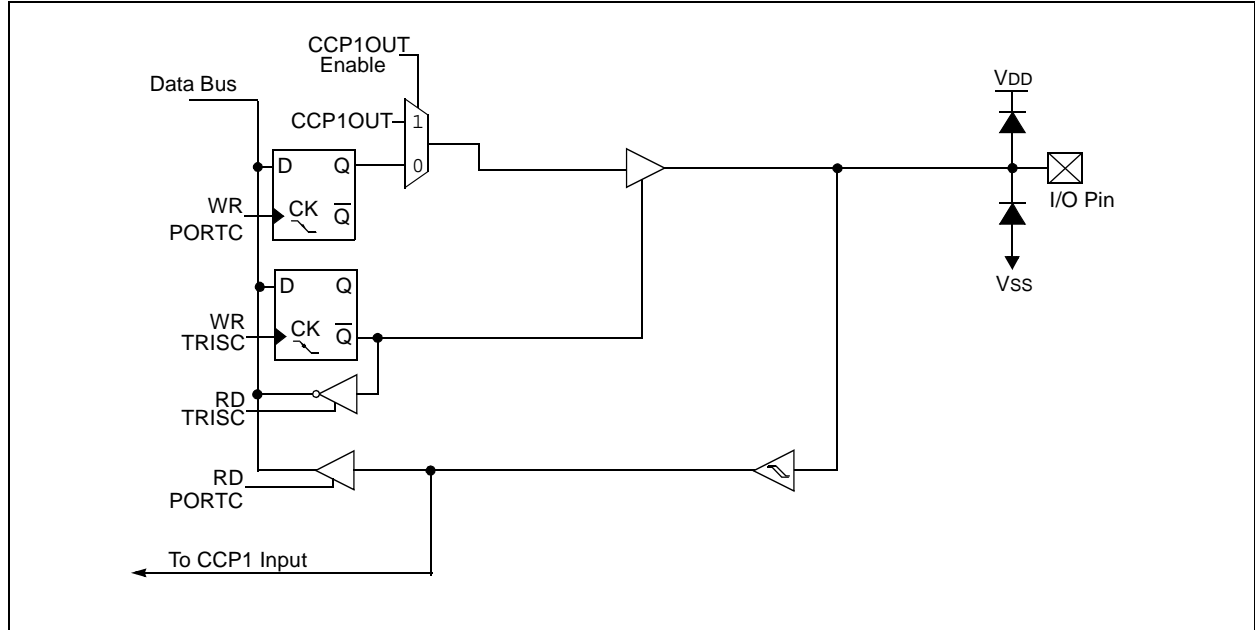 CCP1OUT
Enable
Data Bus
VDD
CCP1OUT
1
0
D
Q
CK
Q̅
WR
PORTC
I/O Pin
VSS
D
Q
CK
Q̅
WR
TRISC
RD
TRISC
RD
PORTC
To CCP1 Input